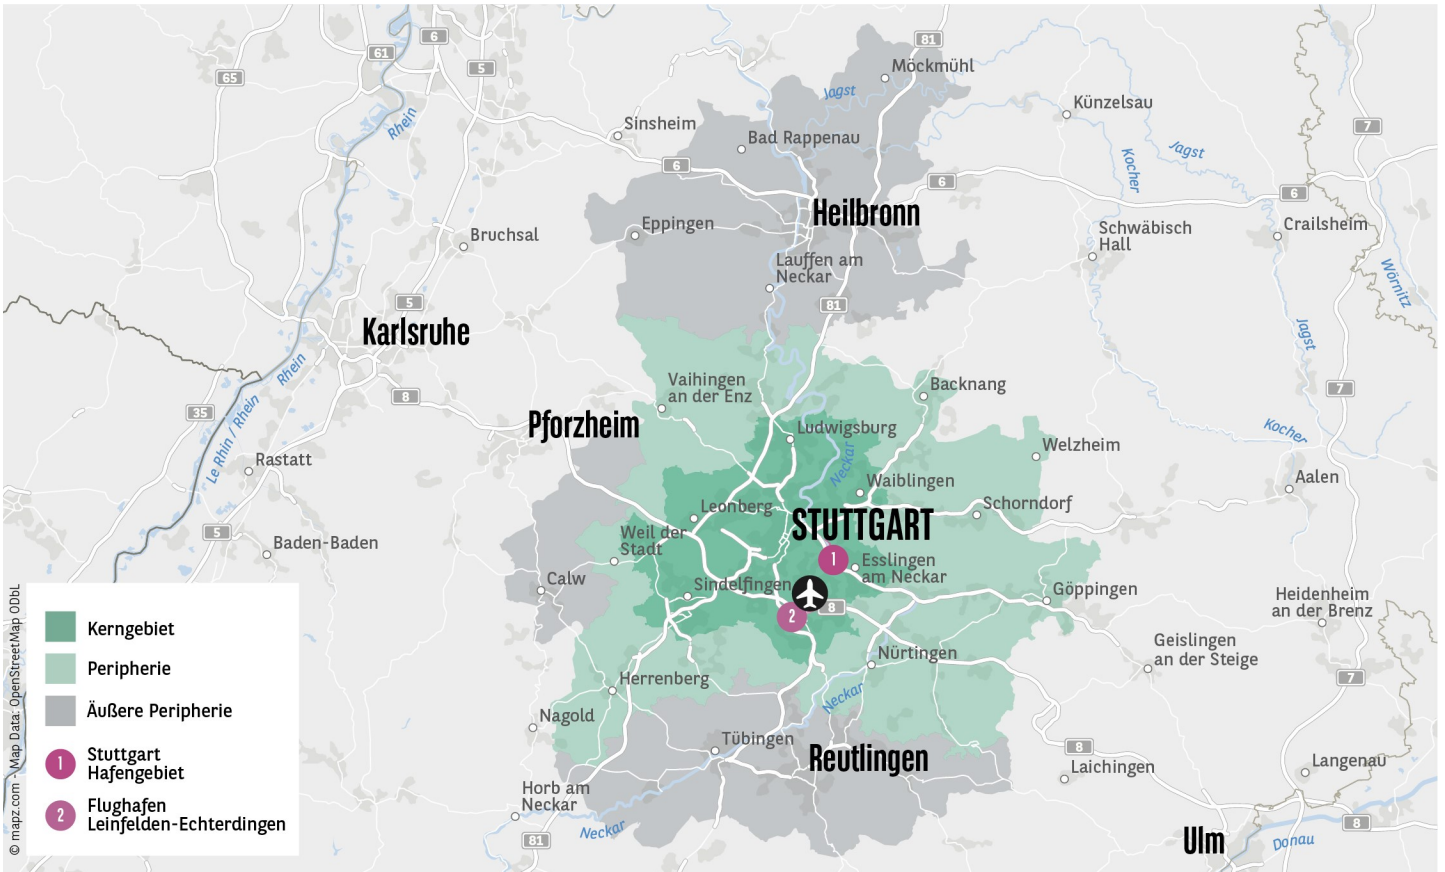 81
6
61
5
65
Möckmühl
Jagst
Künzelsau
Rhein
Sinsheim
7
Bad Rappenau
Jagst
Kocher
6
6
6
Heilbronn
Eppingen
Bruchsal
Schwäbisch
Hall
Crailsheim
Lauffen am
Neckar
Wörnitz
5
81
Karlsruhe
Jagst
Rhein
Vaihingen
an der Enz
Backnang
7
8
35
Le Rhin / Rhein
Pforzheim
Ludwigsburg
Kocher
Welzheim
Neckar
Rastatt
Waiblingen
Aalen
Leonberg
Schorndorf
STUTTGART
5
Weil der
Stadt
Baden-Baden
1
Esslingen
am Neckar
Calw
Sindelfingen
Göppingen
8
2
Heidenheim
an der Brenz
Geislingen
an der Steige
Nürtingen
Herrenberg
7
Neckar
Nagold
Tübingen
Reutlingen
8
Laichingen
Langenau
Horb am
Neckar
Neckar
81
8
Ulm
Donau
Kerngebiet
Peripherie
Äußere Peripherie
1
Stuttgart
Hafengebiet
2
Flughafen
Leinfelden-Echterdingen
© mapz.com - Map Data: OpenStreetMap ODbL